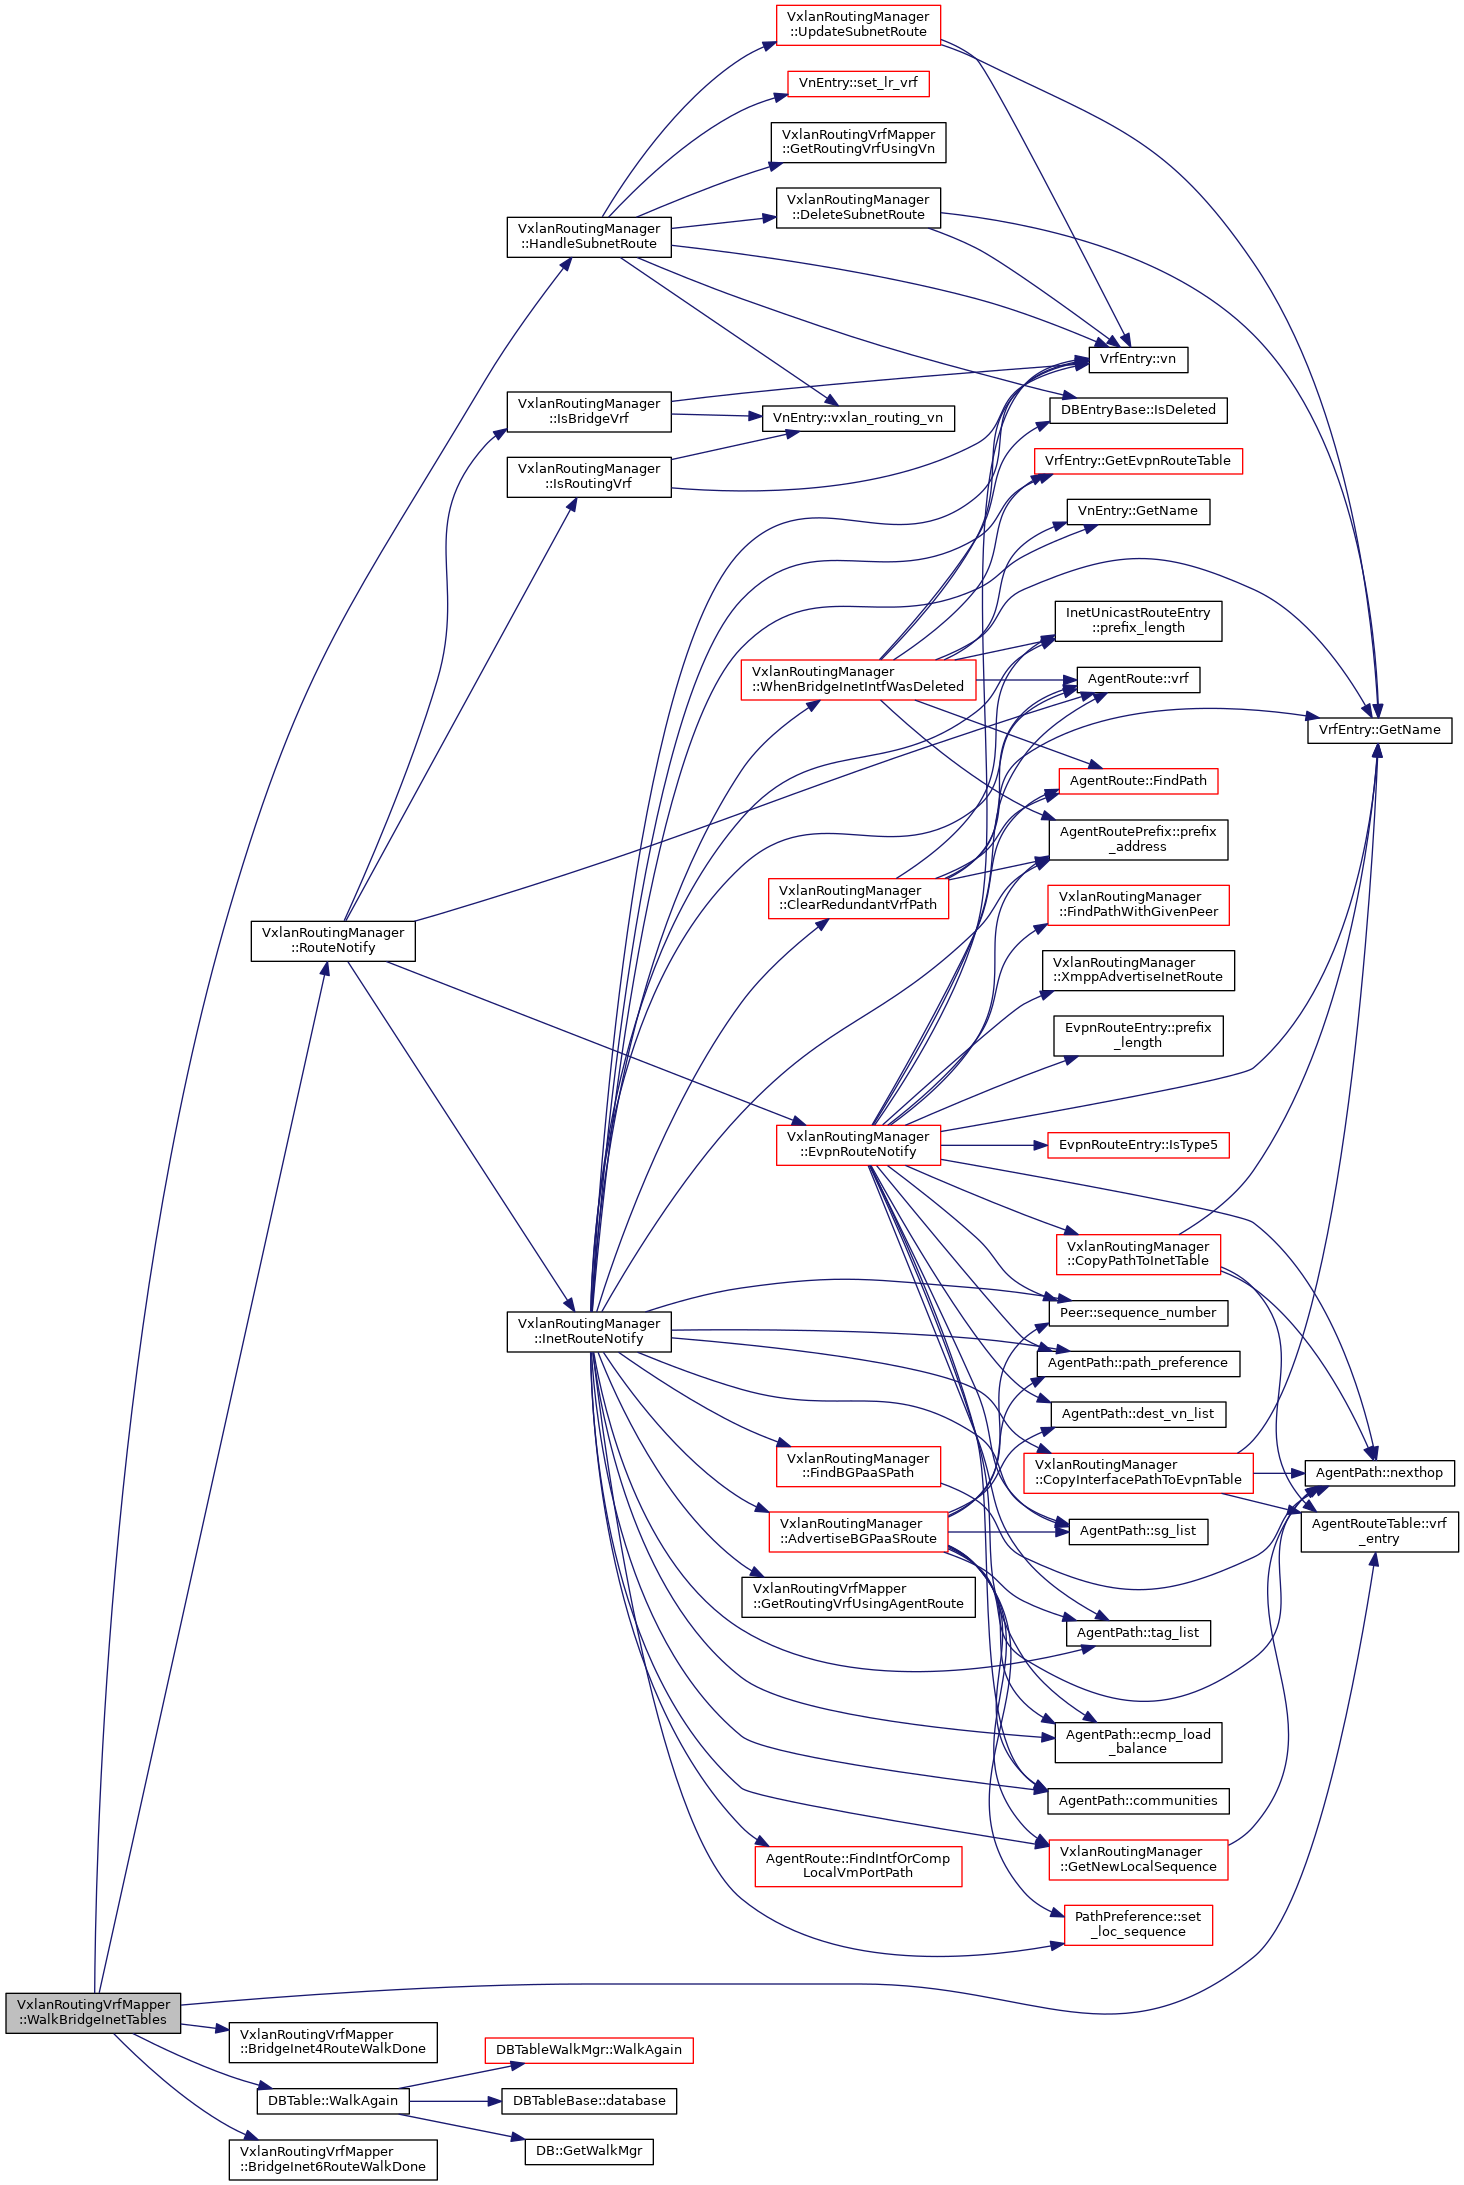 VxlanRoutingManager
::UpdateSubnetRoute
VnEntry::set_lr_vrf
VxlanRoutingVrfMapper
::GetRoutingVrfUsingVn
VxlanRoutingManager
::DeleteSubnetRoute
VxlanRoutingManager
::HandleSubnetRoute
VrfEntry::vn
VxlanRoutingManager
::IsBridgeVrf
VnEntry::vxlan_routing_vn
DBEntryBase::IsDeleted
VxlanRoutingManager
::IsRoutingVrf
VrfEntry::GetEvpnRouteTable
VnEntry::GetName
InetUnicastRouteEntry
::prefix_length
VxlanRoutingManager
::WhenBridgeInetIntfWasDeleted
AgentRoute::vrf
VrfEntry::GetName
AgentRoute::FindPath
AgentRoutePrefix::prefix
_address
VxlanRoutingManager
::ClearRedundantVrfPath
VxlanRoutingManager
::FindPathWithGivenPeer
VxlanRoutingManager
::RouteNotify
VxlanRoutingManager
::XmppAdvertiseInetRoute
EvpnRouteEntry::prefix
_length
VxlanRoutingManager
::EvpnRouteNotify
EvpnRouteEntry::IsType5
VxlanRoutingManager
::CopyPathToInetTable
VxlanRoutingManager
::InetRouteNotify
Peer::sequence_number
AgentPath::path_preference
AgentPath::dest_vn_list
VxlanRoutingManager
::FindBGPaaSPath
VxlanRoutingManager
::CopyInterfacePathToEvpnTable
AgentPath::nexthop
VxlanRoutingManager
::AdvertiseBGPaaSRoute
AgentPath::sg_list
AgentRouteTable::vrf
_entry
VxlanRoutingVrfMapper
::GetRoutingVrfUsingAgentRoute
AgentPath::tag_list
AgentPath::ecmp_load
_balance
AgentPath::communities
AgentRoute::FindIntfOrComp
LocalVmPortPath
VxlanRoutingManager
::GetNewLocalSequence
PathPreference::set
_loc_sequence
VxlanRoutingVrfMapper
::WalkBridgeInetTables
VxlanRoutingVrfMapper
::BridgeInet4RouteWalkDone
DBTableWalkMgr::WalkAgain
DBTable::WalkAgain
DBTableBase::database
VxlanRoutingVrfMapper
::BridgeInet6RouteWalkDone
DB::GetWalkMgr